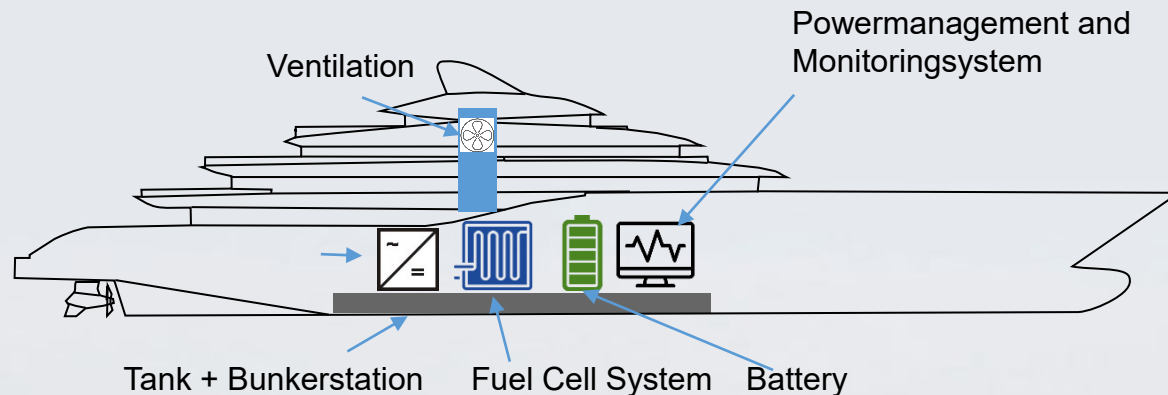 Powermanagement and
Monitoringsystem
Ventilation
~
=
Tank + Bunkerstation
Fuel Cell System
Battery